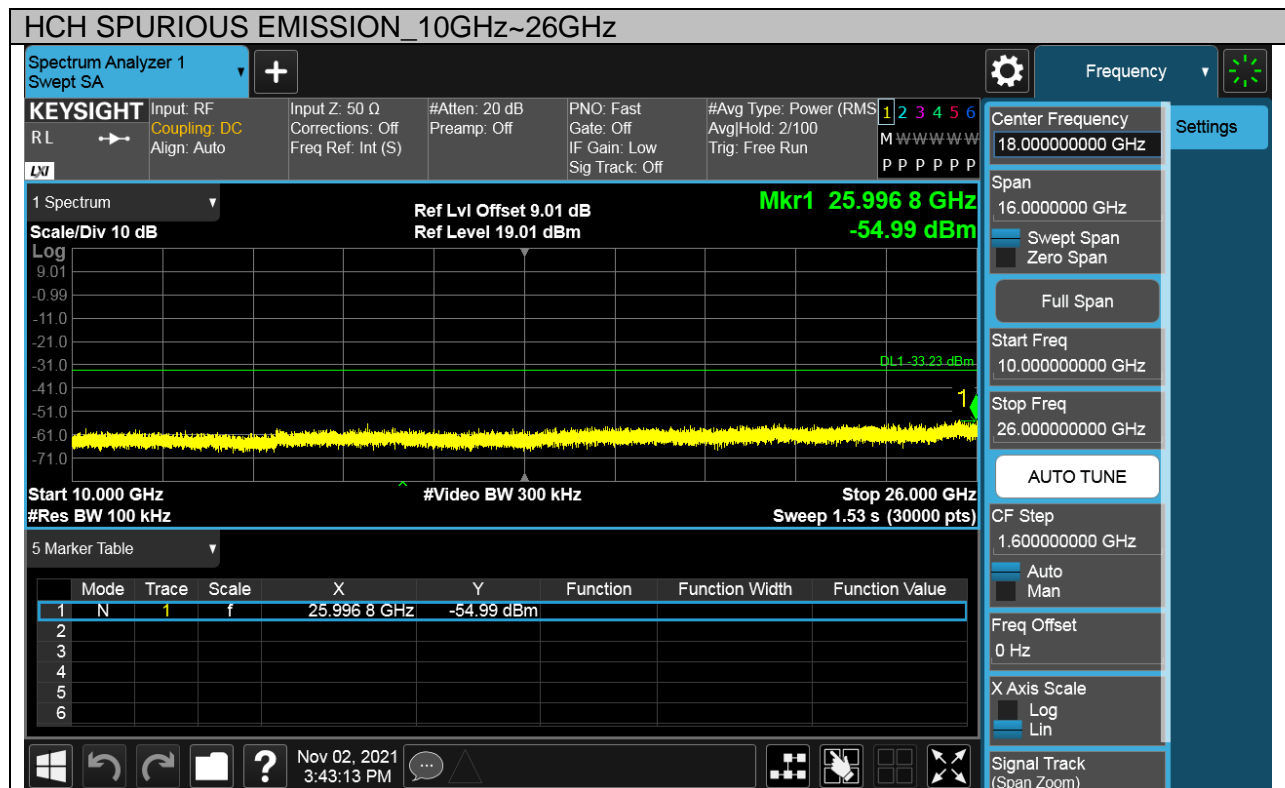 HCH SPURIOUS EMISSION_10GHz~26GHz
Spectrum Analyzer 1
Swept SA
Frequency
KEYSIGHT
R L
LXI
Input: RF
Coupling: DC
Align: Auto
Input Z: 50 Ω
Corrections: Off
Freq Ref: Int (S)
#Atten: 20 dB
Preamp: Off
PNO: Fast
Gate: Off
IF Gain: Low
Sig Track: Off
#Avg Type: Power (RMS
Avg|Hold: 2/100
Trig: Free Run
1 2 3 4 5 6
M W W W W W
P P P P P P
1 Spectrum
Scale/Div 10 dB
Ref Lvl Offset 9.01 dB
Ref Level 19.01 dBm
Mkr1 25.996 8 GHz
-54.99 dBm
Log
9.01
-0.99
-11.0
-21.0
-31.0
-41.0
-51.0
-61.0
-71.0
DL1 -33.23 dBm
1
Start 10.000 GHz
#Res BW 100 kHz
#Video BW 300 kHz
Stop 26.000 GHz
Sweep 1.53 s (30000 pts)
5 Marker Table
Mode Trace Scale X Y Function Function Width Function Value
1 N 1 f 25.996 8 GHz -54.99 dBm
2
3
4
5
6
Nov 02, 2021
3:43:13 PM
Center Frequency
18.000000000 GHz
Settings
Span
16.0000000 GHz
Swept Span
Zero Span
Full Span
Start Freq
10.000000000 GHz
Stop Freq
26.000000000 GHz
AUTO TUNE
CF Step
1.600000000 GHz
Auto
Man
Freq Offset
0 Hz
X Axis Scale
Log
Lin
Signal Track
(Span Zoom)